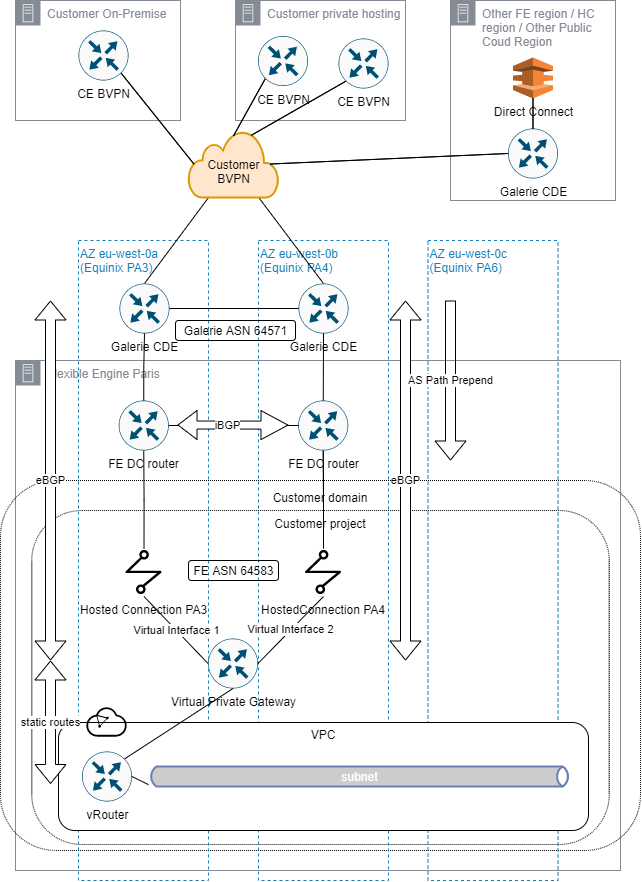 Customer On-Premise
CE BVPN
Customer private hosting
CE BVPN
CE BVPN
Other FE region / HC
region / Other Public
Coud Region
Direct Connect
Galerie CDE
Customer
BVPN
AZ eu-west-0a
(Equinix PA3)
AZ eu-west-0b
(Equinix PA4)
AZ eu-west-0c
(Equinix PA6)
Galerie ASN 64571
Galerie CDE
Galerie CDE
lexible Engine Paris
AS Path Prepend
iBGP
FE DC router
FE DC router
eBGP
eBGP
Customer domain
Customer project
FE ASN 64583
Hosted Connection PA3
HostedConnection PA4
Virtual Interface 1
Virtual Interface 2
Virtual Private Gateway
static routes
VPC
subnet
vRouter